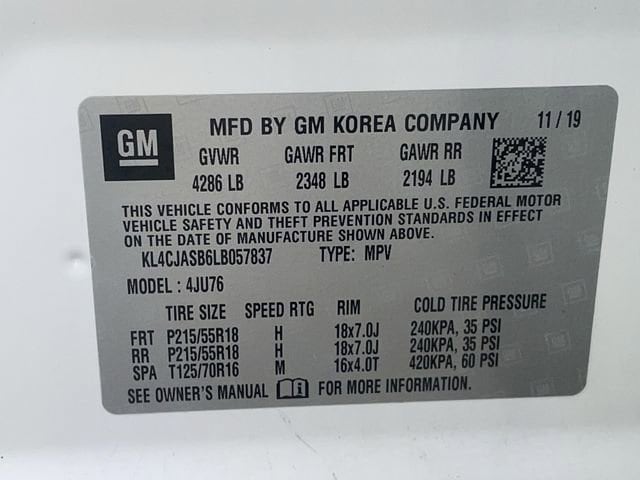 GM
MFD BY GM KOREA COMPANY 11 / 19
GVWR GAWR FRT GAWR RR
4286 LB 2348 LB 2194 LB
THIS VEHICLE CONFORMS TO ALL APPLICABLE U.S. FEDERAL MOTOR
VEHICLE SAFETY AND THEFT PREVENTION STANDARDS IN EFFECT
ON THE DATE OF MANUFACTURE SHOWN ABOVE.
KL4CJASB6LB057837 TYPE: MPV
MODEL : 4JU76
TIRE SIZE SPEED RTG RIM COLD TIRE PRESSURE
FRT P215/55R18 H 18x7.0J 240KPA, 35 PSI
RR P215/55R18 H 18x7.0J 240KPA, 35 PSI
SPA T125/70R16 M 16x4.0T 420KPA, 60 PSI
SEE OWNER'S MANUAL i FOR MORE INFORMATION.